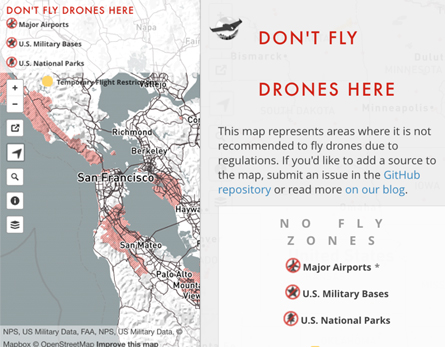 DON'T FLY DRONES HERE
Major Airports
U.S. Military Bases
U.S. National Parks
Temporary Flight Restric
Napa
Vallejo
+
−
Richmond
Berkeley
San Francisco
Haywa
San Mateo
Palo Alto
Mounta
View
NPS, US Military Data, FAA, NPS, US Military Data, ©
Mapbox © OpenStreetMap Improve this map
DON'T FLY
DRONES HERE
Bismarck
Dulut
Minneapolis
This map represents areas where it is not
recommended to fly drones due to
regulations. If you'd like to add a source to
the map, submit an issue in the GitHub
repository or read more on our blog.
NO FLY
ZONES
Major Airports *
U.S. Military Bases
U.S. National Parks